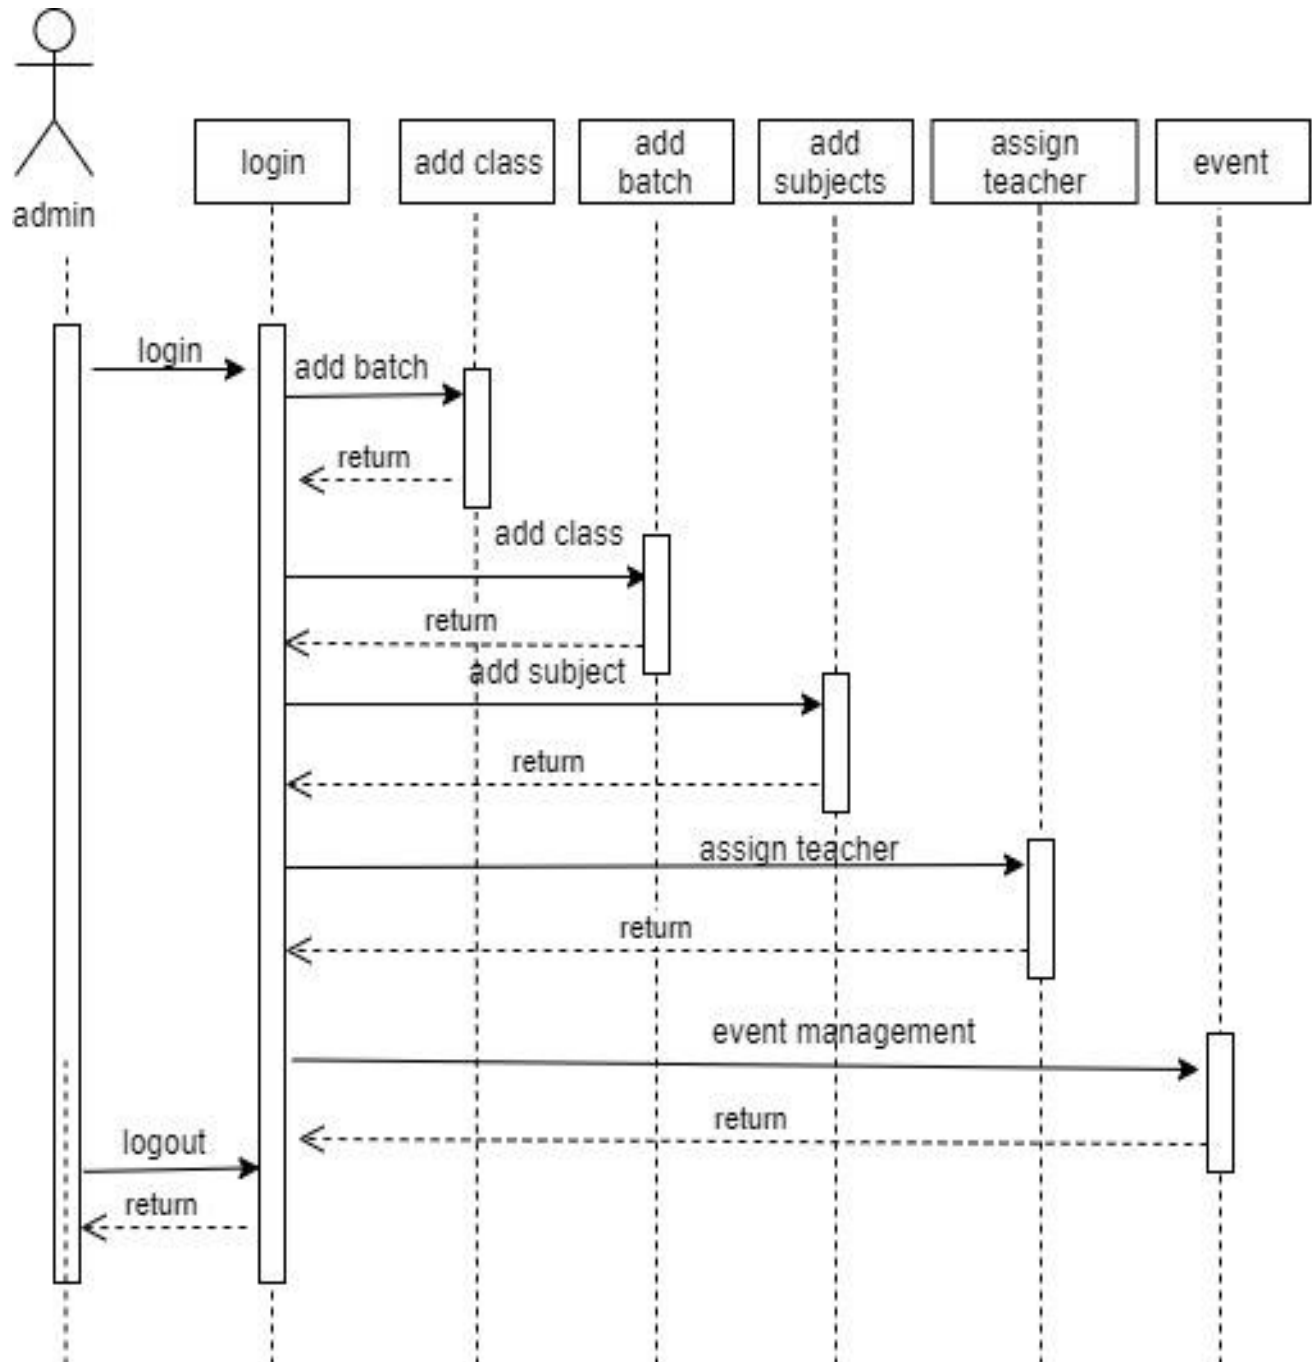 login
add class
add
batch
add
subjects
assign
teacher
event
admin
login
add batch
return
add class
return
add subject
return
assign teacher
return
event management
return
logout
return